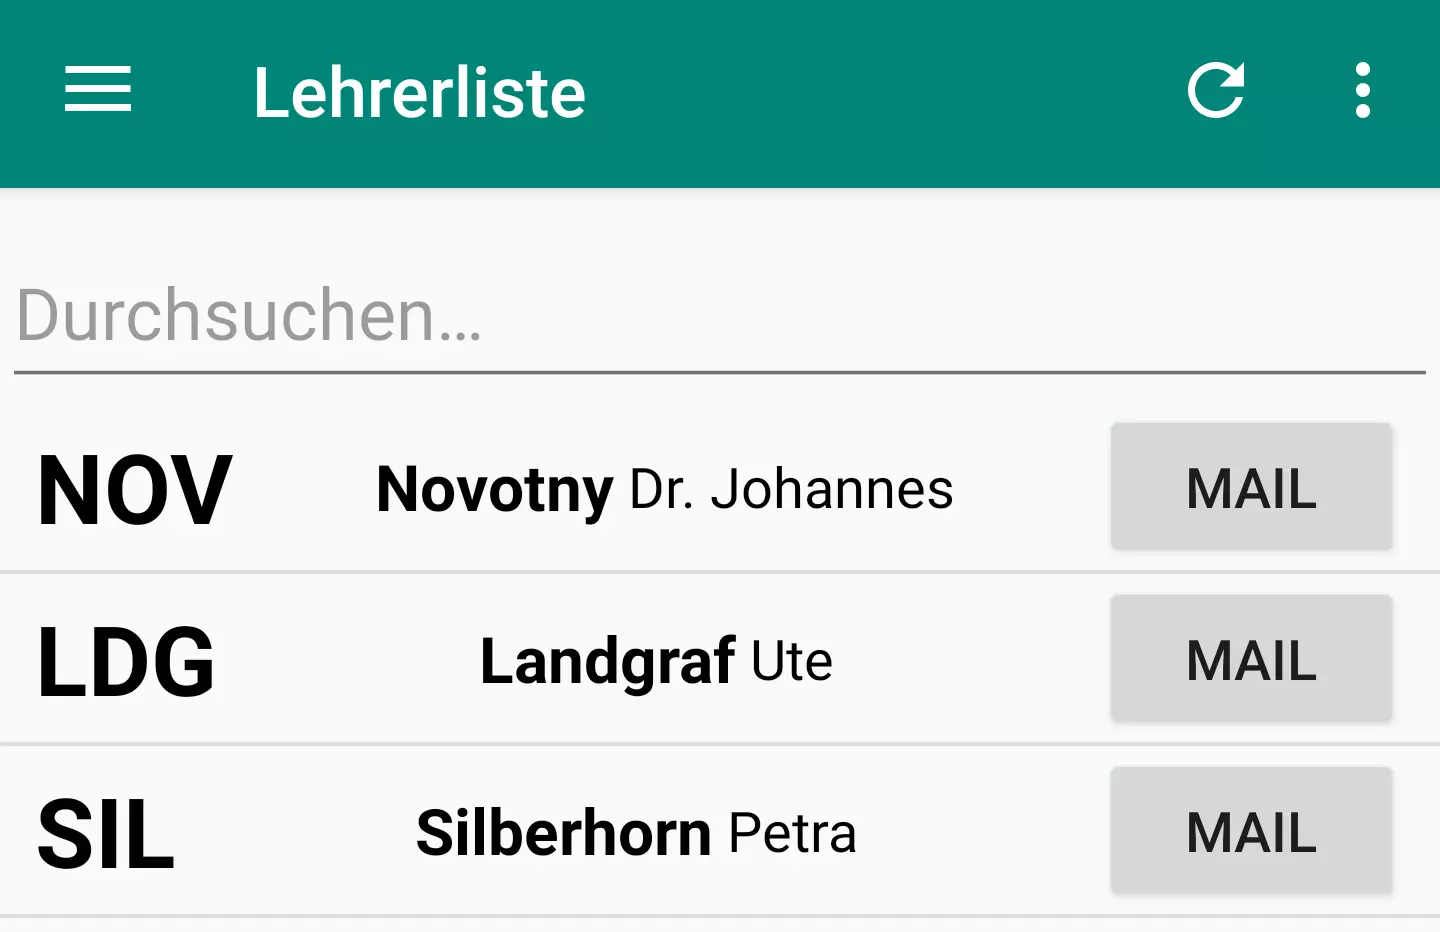 Lehrerliste
Durchsuchen...
NOV Novotny Dr. Johannes MAIL
LDG Landgraf Ute MAIL
SIL Silberhorn Petra MAIL